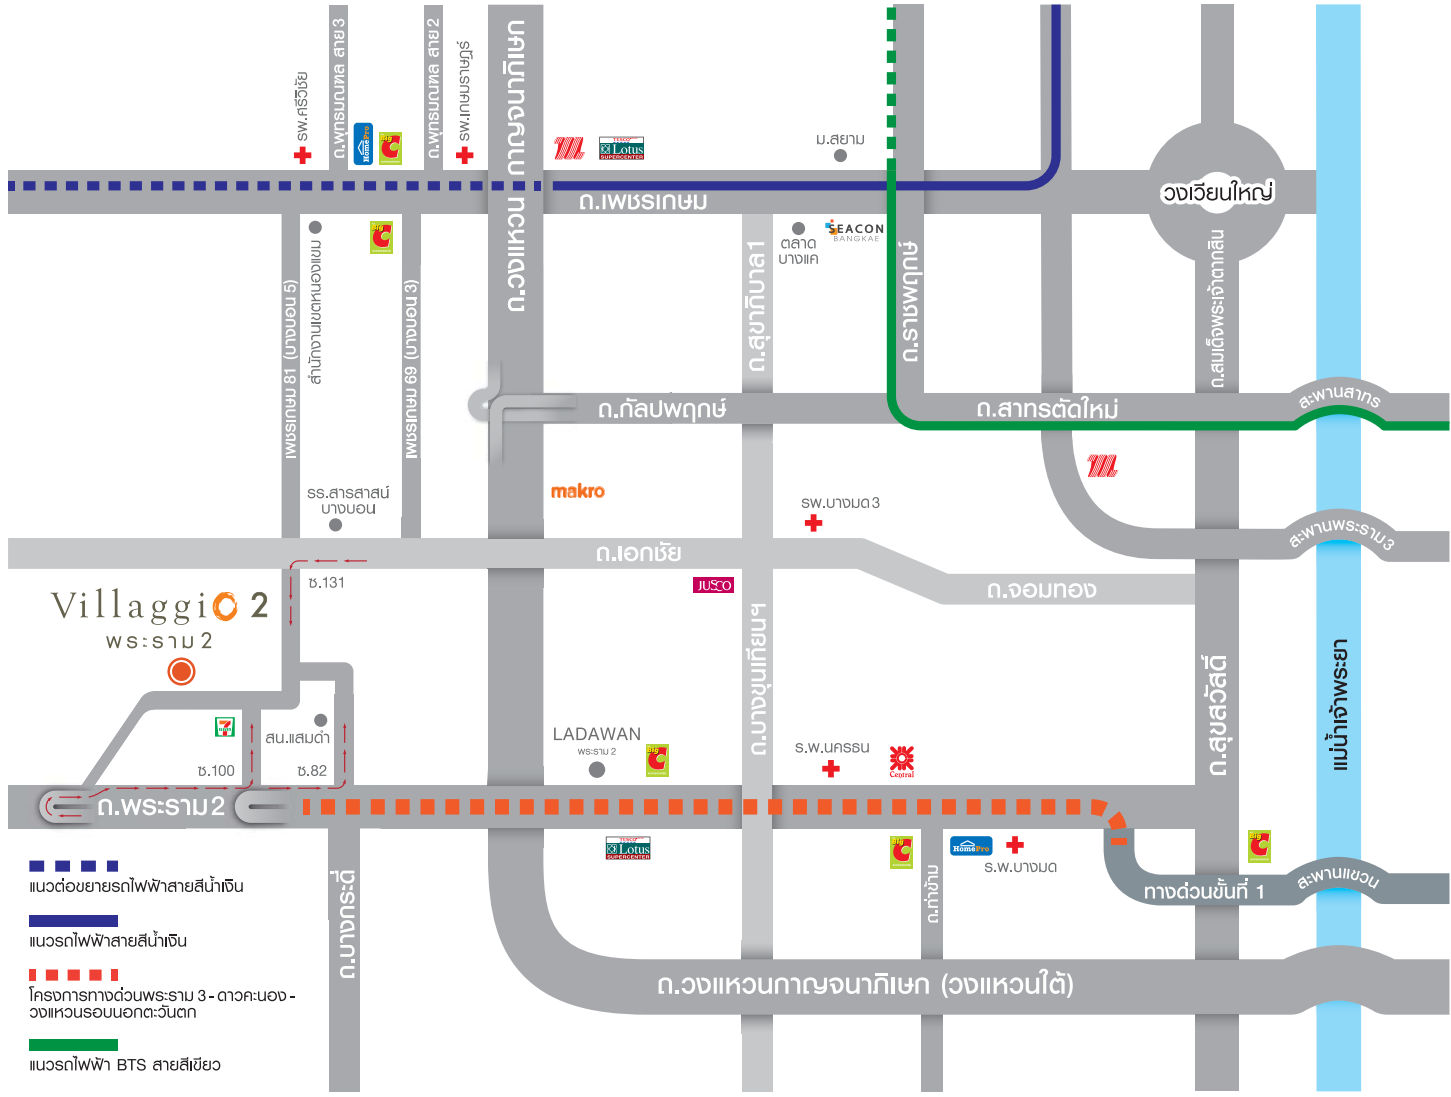 รพ.ศรีวิชัย
ถ.พุทธมณฑล สาย 3
HomePro
Big C
ถ.พุทธมณฑล สาย 2
รพ.เกษมราษฎร์
ถ.วงแหวน กาญจนาภิเษก
TESCO
Lotus
SUPERCENTER
ม.สยาม
ถ.เพชรเกษม
วงเวียนใหญ่
เพชรเกษม 81 (บางบอน 5)
สำนักงานเขตหนองแขม
Big C
เพชรเกษม 69 (บางบอน 3)
ถ.สุขาภิบาล 1
ตลาด
บางแค
SEACON
BANGKAE
ถ.ราชพฤกษ์
ถ.สมเด็จพระเจ้าตากสิน
ถ.กัลปพฤกษ์
ถ.สาทรตัดใหม่
สะพานสาทร
makro
รร.สารสาสน์
บางบอน
รพ.บางมด 3
สะพานพระราม3
ถ.เอกชัย
ซ.131
JUSCO
ถ.จอมทอง
Villaggio 2
พระราม 2
ถ.บางขุนเทียนฯ
ถ.สุขสวัสดิ์
แม่น้ำเจ้าพระยา
7
ELEVEN
สน.แสมดำ
ซ.100
ซ.82
LADAWAN
พระราม 2
Big C
ร.พ.นครธน
Central
ถ.พระราม 2
TESCO
Lotus
SUPERCENTER
Big C
ถ.ท่าข้าม
HomePro
ร.พ.บางมด
Big C
ทางด่วนขั้นที่ 1
สะพานแขวน
ถ.บางกระดี่
ถ.วงแหวนกาญจนาภิเษก (วงแหวนใต้)
แนวต่อขยายรถไฟฟ้าสายสีน้ำเงิน
แนวรถไฟฟ้าสายสีน้ำเงิน
โครงการทางด่วนพระราม 3 - ดาวคะนอง -
วงแหวนรอบนอกตะวันตก
แนวรถไฟฟ้า BTS สายสีเขียว